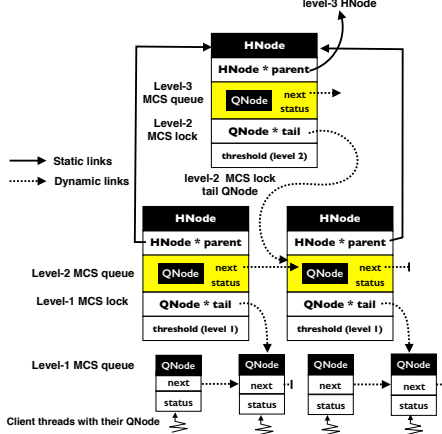 level-3 HNode
HNode
HNode * parent
Level-3
MCS queue
QNode
next
status
Level-2
MCS lock
QNode * tail
threshold (level 2)
Static links
Dynamic links
level-2 MCS lock
tail QNode
HNode
HNode * parent
HNode
HNode * parent
Level-2 MCS queue
QNode
next
status
QNode
next
status
Level-1 MCS lock
QNode * tail
threshold (level 1)
QNode * tail
threshold (level 1)
Level-1 MCS queue
QNode
next
status
QNode
next
status
QNode
next
status
QNode
next
status
Client threads with their QNode